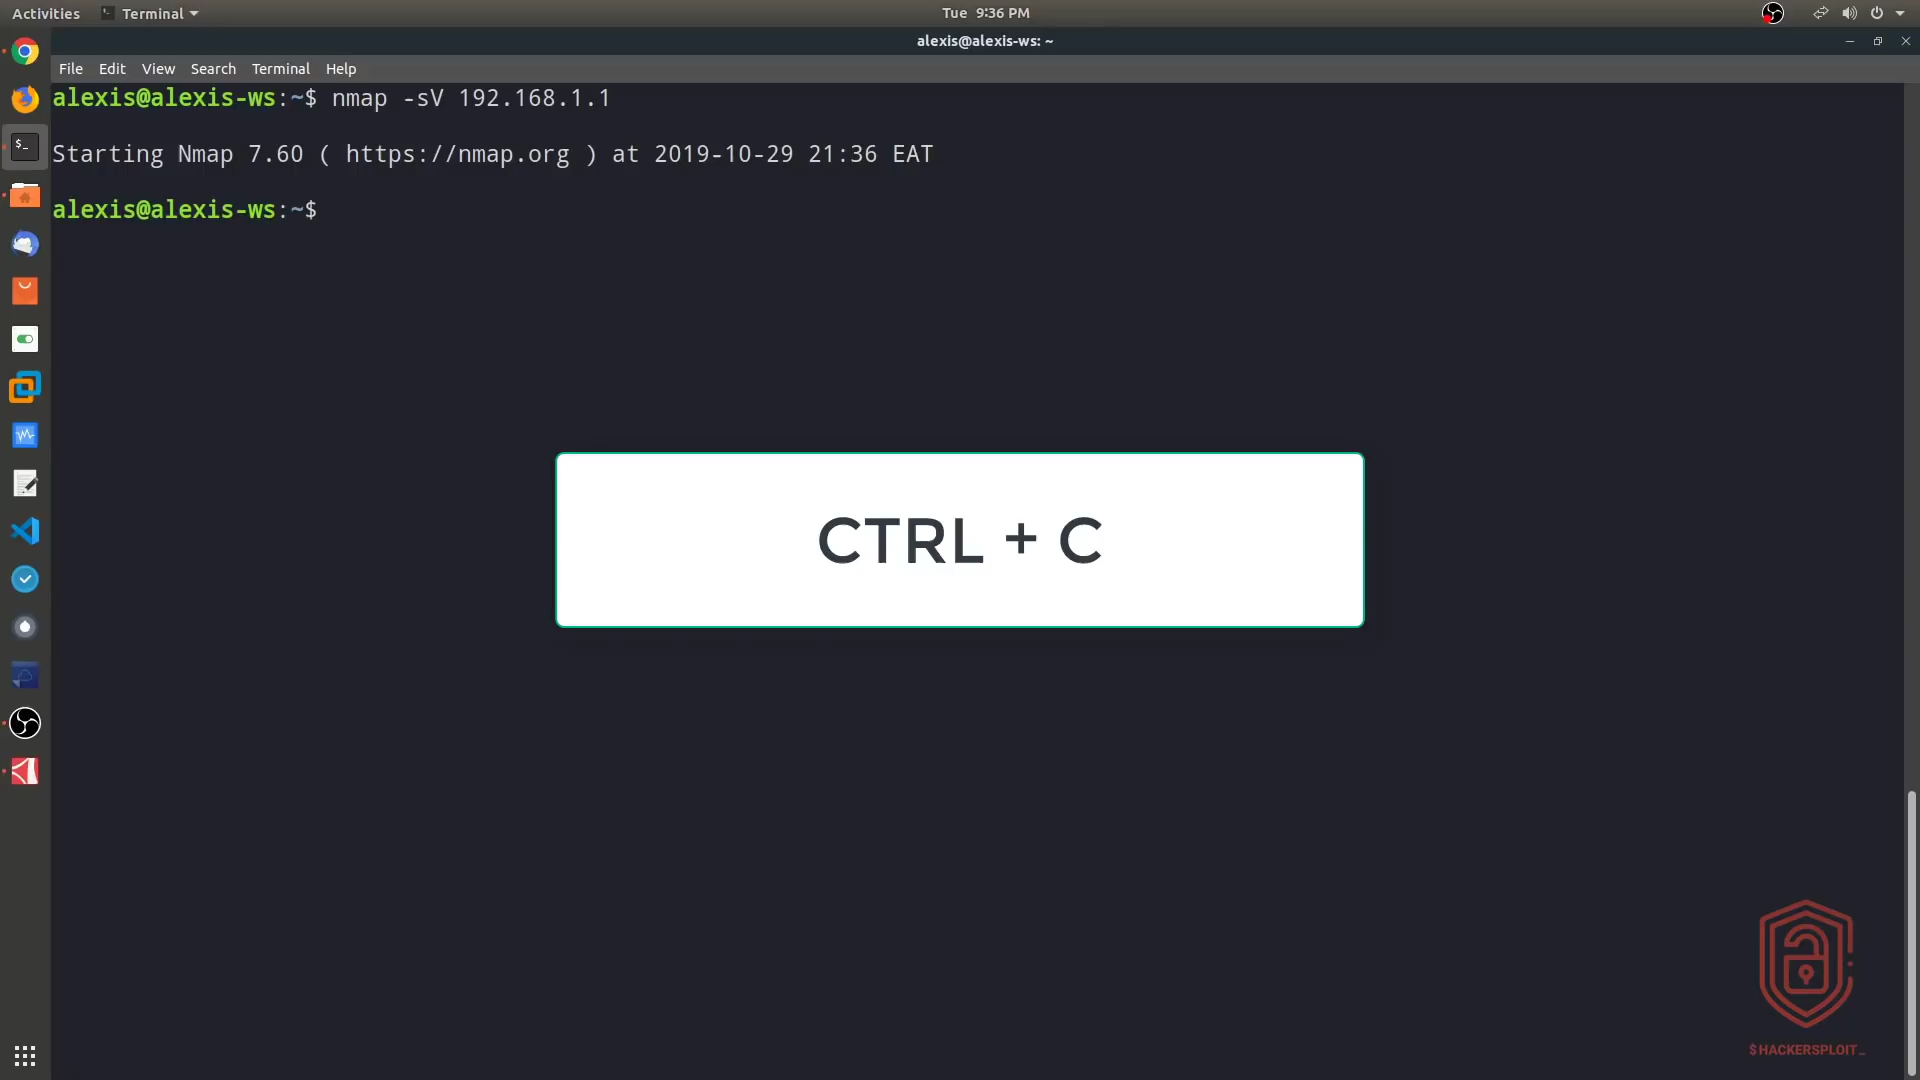 Activities Terminal Tue 9:36 PM
alexis@alexis-ws: ~
File Edit View Search Terminal Help
alexis@alexis-ws:~$ nmap -sV 192.168.1.1
Starting Nmap 7.60 ( https://nmap.org ) at 2019-10-29 21:36 EAT
alexis@alexis-ws:~$
CTRL + C
$HACKERSPLOIT_